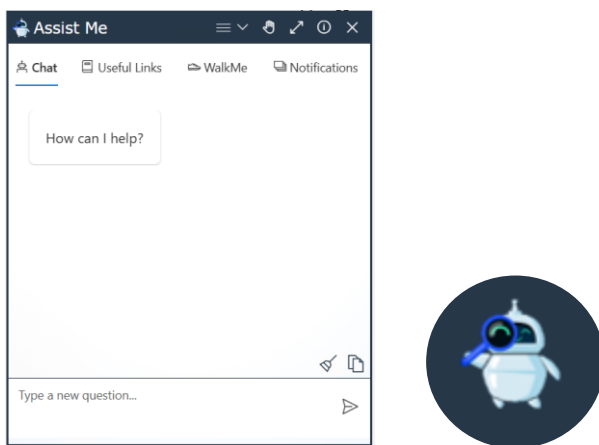 Assist Me
Chat Useful Links WalkMe Notifications
How can I help?
Type a new question...